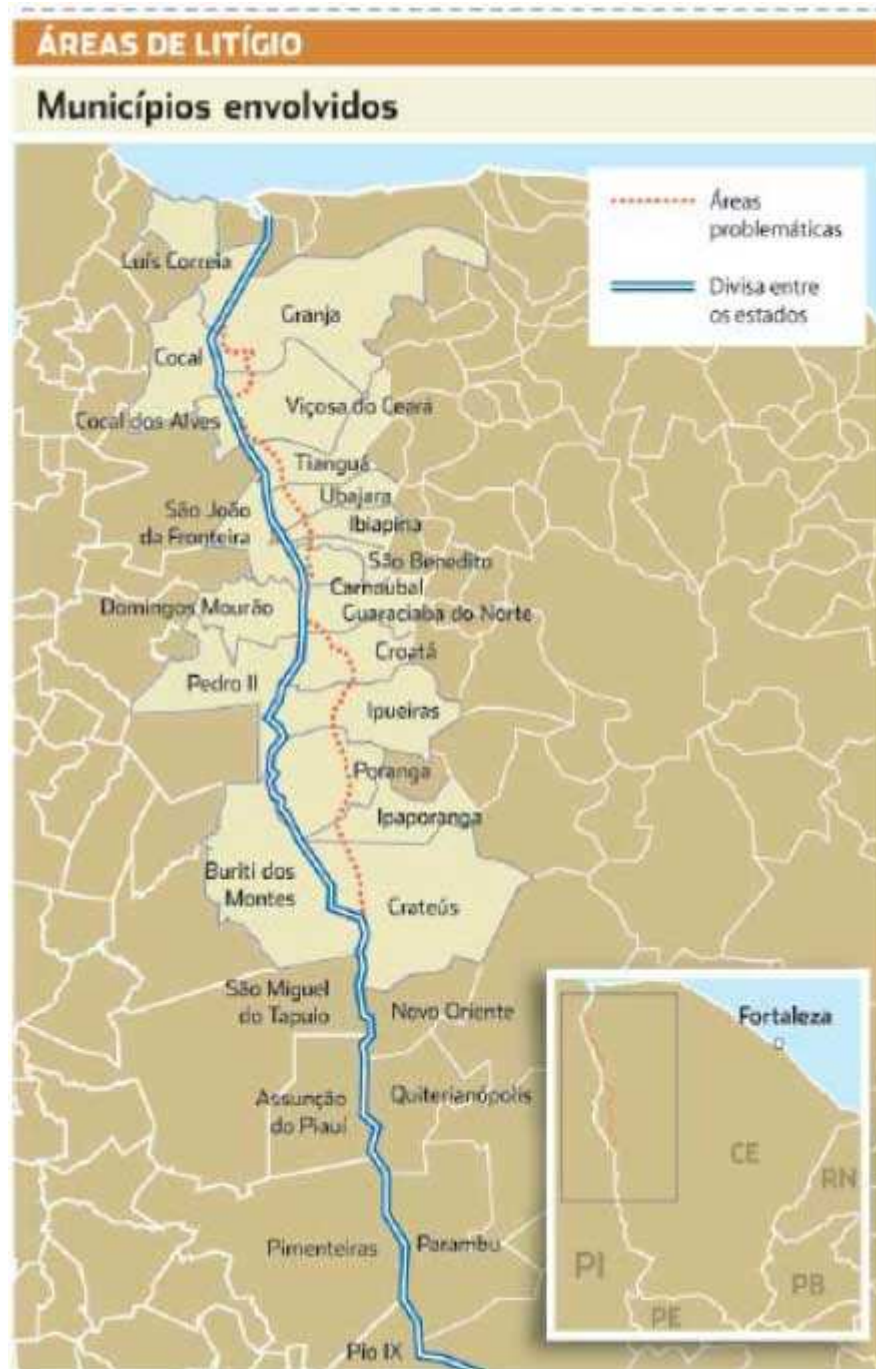 ÁREAS DE LITÍGIO
Municípios envolvidos
Áreas
problemáticas
Divisa entre
os estados
Luís Correia
Granja
Cocal
Viçosa do Ceará
Cocal dos Alves
Tianguá
Ubajara
São João
da Fronteira
Ibiapina
São Benedito
Carnaubal
Domingos Mourão
Guaraciaba do Norte
Croatá
Pedro II
Ipueiras
Poranga
Ipaporanga
Buriti dos
Montes
Crateús
São Miguel
do Tapuio
Novo Oriente
Fortaleza
Assunção
do Piauí
Quiterianópolis
CE
RN
Pimenteiras
Parambu
PI
PB
PE
Pio IX